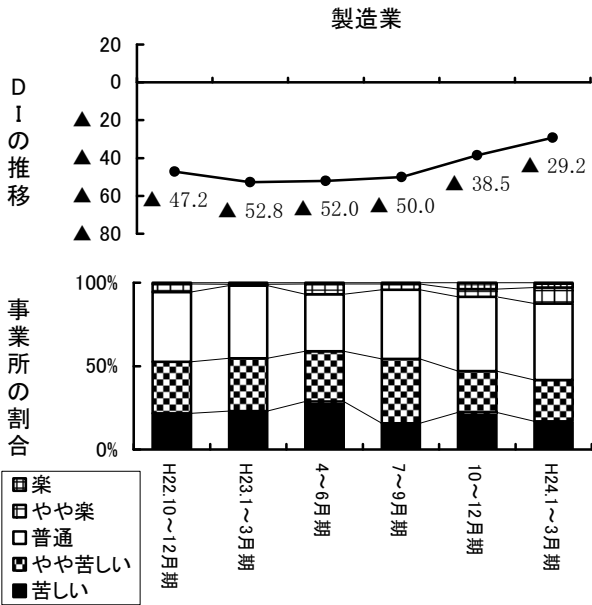 製造業
DIの推移
20
0
▲ 20
▲ 40
▲ 60
▲ 80
▲ 47.2
▲ 52.8
▲ 52.0
▲ 50.0
▲ 38.5
▲ 29.2
事業所の割合
100%
50%
0%
H22.10~12月期
H23.1~3月期
4~6月期
7~9月期
10~12月期
H24.1~3月期
楽
やや楽
普通
やや苦しい
苦しい